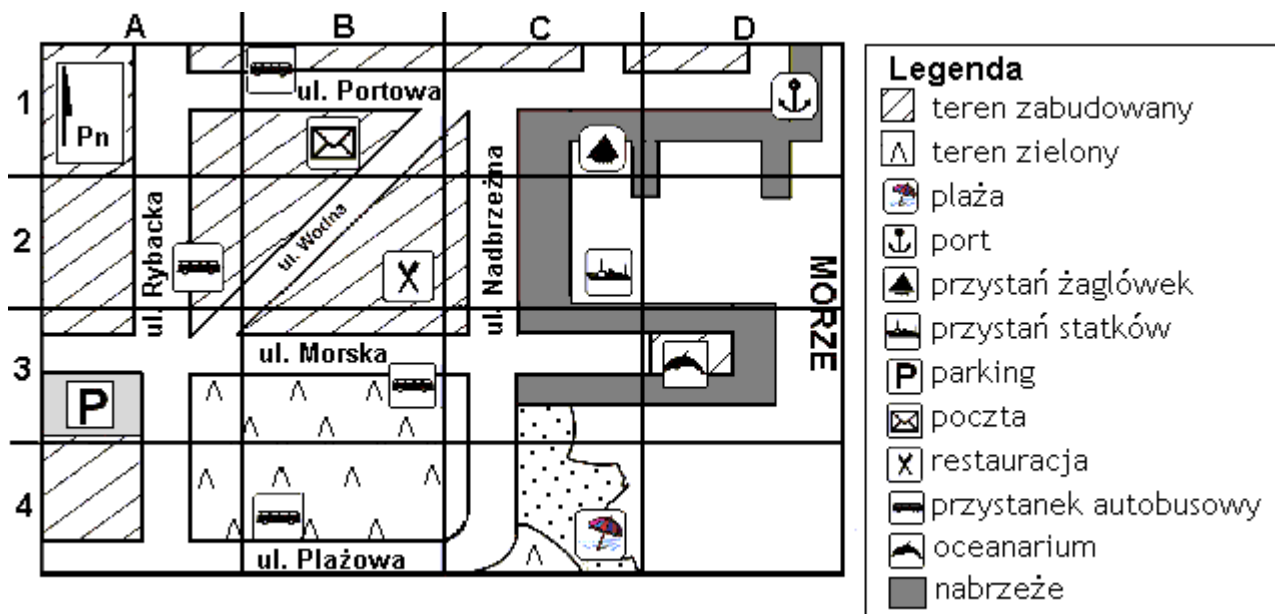 A B C D
1
2
3
4
Pn
ul. Portowa
ul. Rybacka
ul. Wodna
ul. Nadbrzeżna
ul. Morska
MORZE
P
ul. Plażowa
Legenda
teren zabudowany
teren zielony
plaża
port
przystań żaglówek
przystań statków
P parking
poczta
restauracja
przystanek autobusowy
oceanarium
nabrzeże